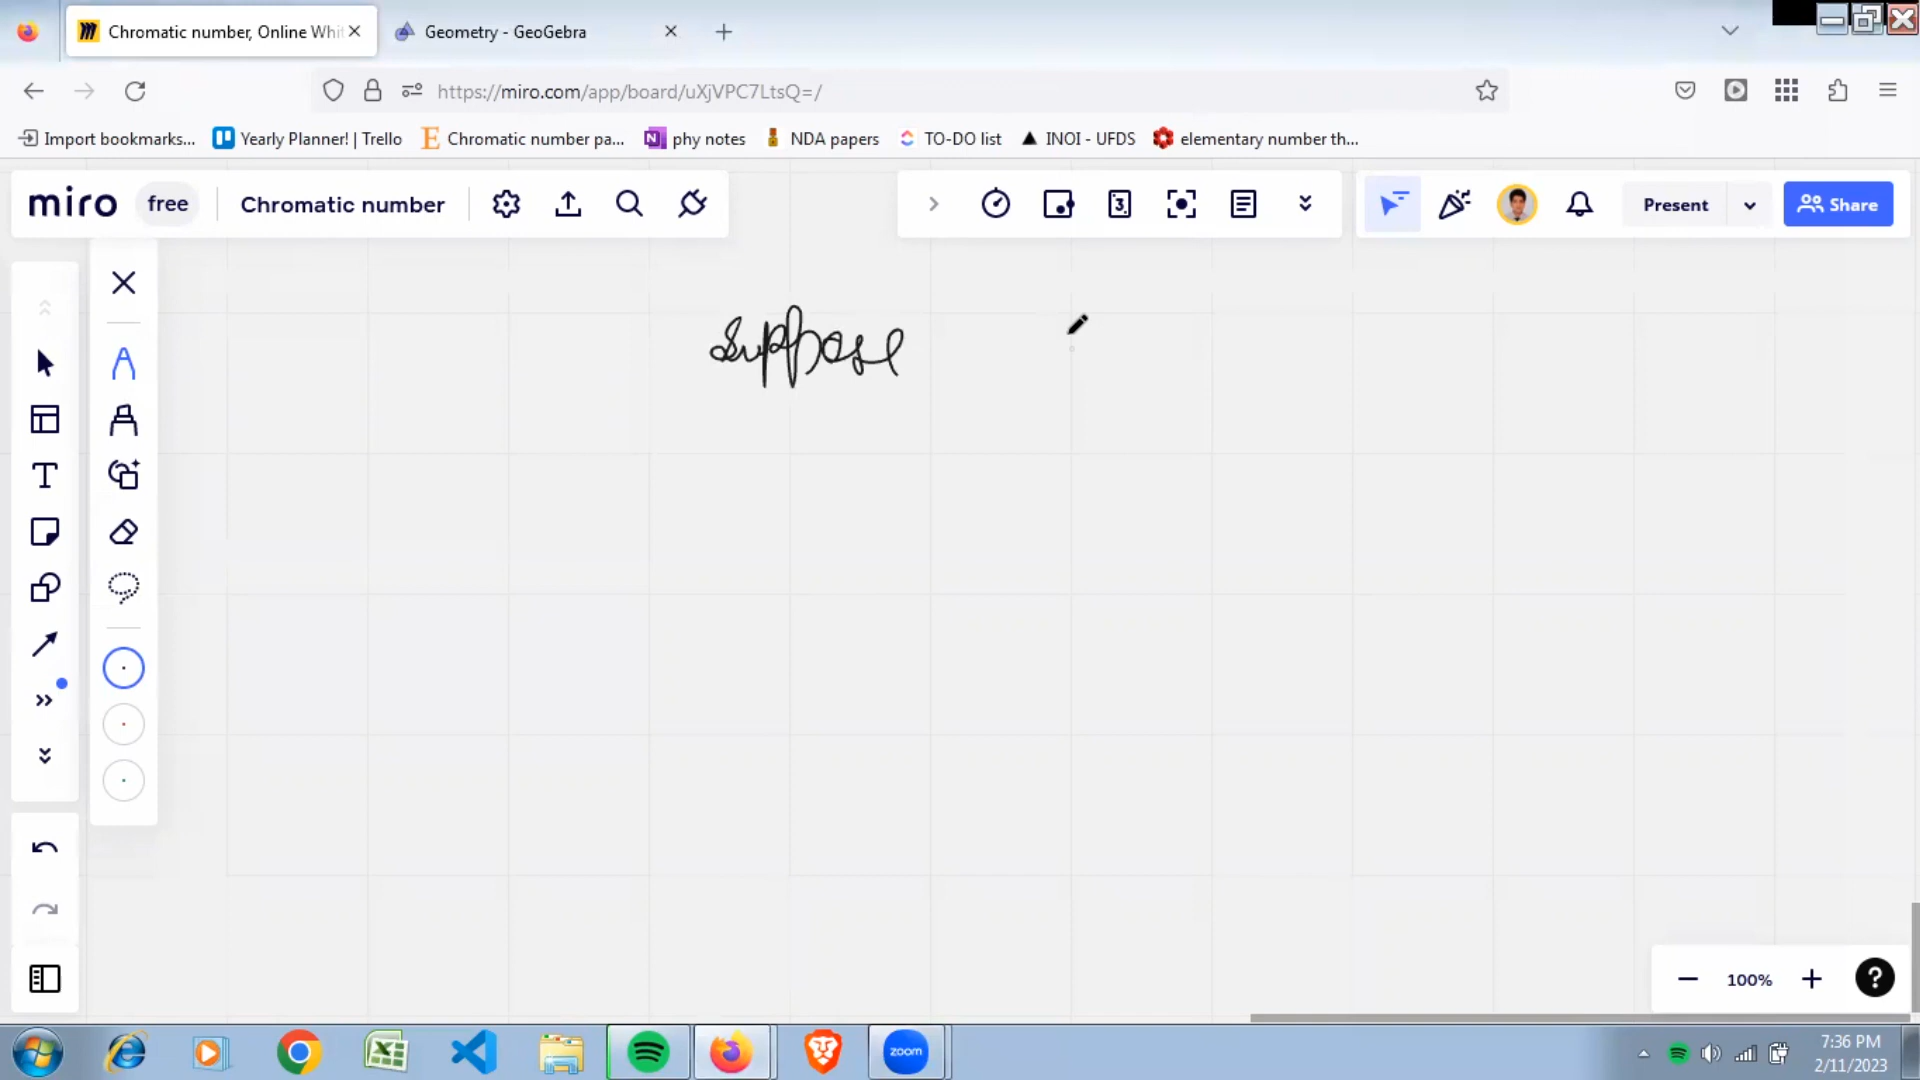 Chromatic number, Online Whit
Geometry - GeoGebra
https://miro.com/app/board/uXjVPC7LtsQ=/
Import bookmarks...
Yearly Planner! | Trello
Chromatic number pa...
phy notes
NDA papers
TO-DO list
INOI - UFDS
elementary number th...
miro
free
Chromatic number
Present
Share
Suppose
100%
zoom
7:36 PM
2/11/2023